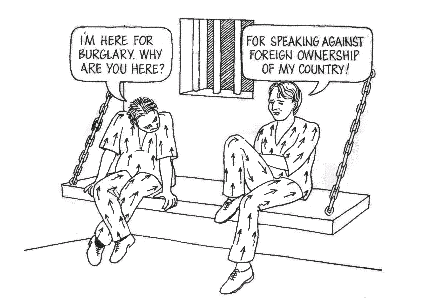 I'M HERE FOR
BURGLARY. WHY
ARE YOU HERE?
FOR SPEAKING AGAINST
FOREIGN OWNERSHIP
OF MY COUNTRY!